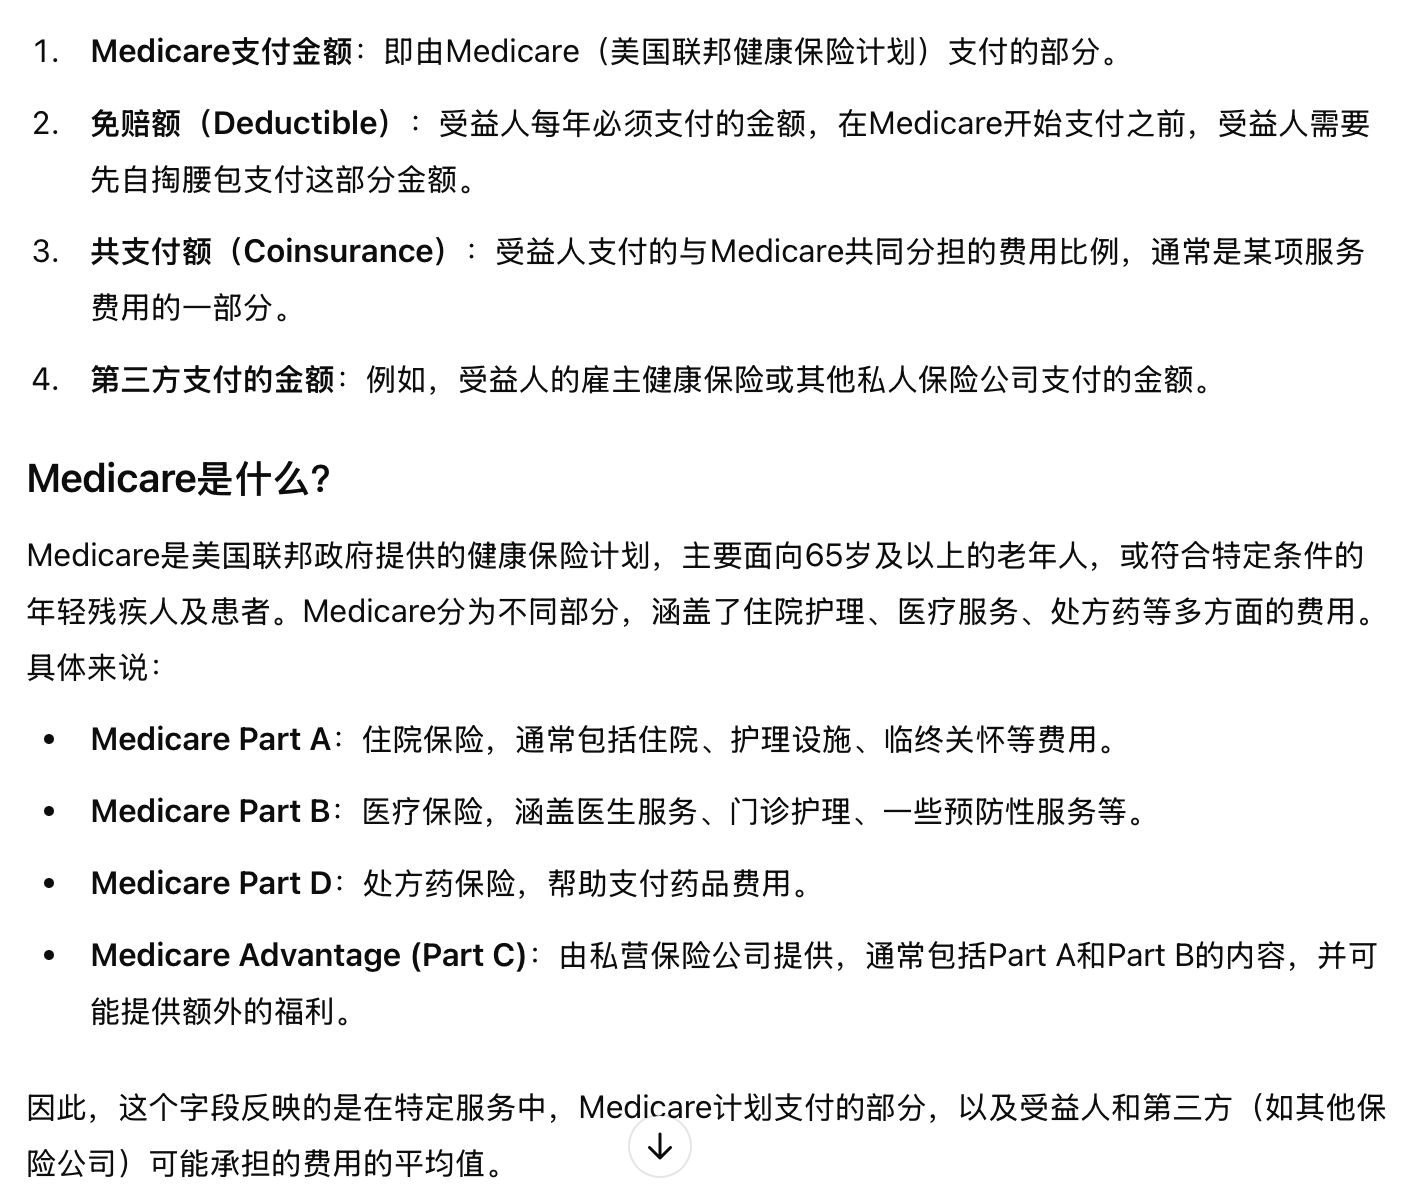 1. Medicare支付金额：即由Medicare（美国联邦健康保险计划）支付的部分。
2. 免赔额（Deductible）：受益人每年必须支付的金额，在Medicare开始支付之前，受益人需要
先自掏腰包支付这部分金额。
3. 共支付额（Coinsurance）：受益人支付的与Medicare共同分担的费用比例，通常是某项服务
费用的一部分。
4. 第三方支付的金额：例如，受益人的雇主健康保险或其他私人保险公司支付的金额。
Medicare是什么？
Medicare是美国联邦政府提供的健康保险计划，主要面向65岁及以上的老年人，或符合特定条件的
年轻残疾人及患者。Medicare分为不同部分，涵盖了住院护理、医疗服务、处方药等多方面的费用。
具体来说：
• Medicare Part A：住院保险，通常包括住院、护理设施、临终关怀等费用。
• Medicare Part B：医疗保险，涵盖医生服务、门诊护理、一些预防性服务等。
• Medicare Part D：处方药保险，帮助支付药品费用。
• Medicare Advantage (Part C)：由私营保险公司提供，通常包括Part A和Part B的内容，并可
能提供额外的福利。
因此，这个字段反映的是在特定服务中，Medicare计划支付的部分，以及受益人和第三方（如其他保
险公司）可能承担的费用的平均值。